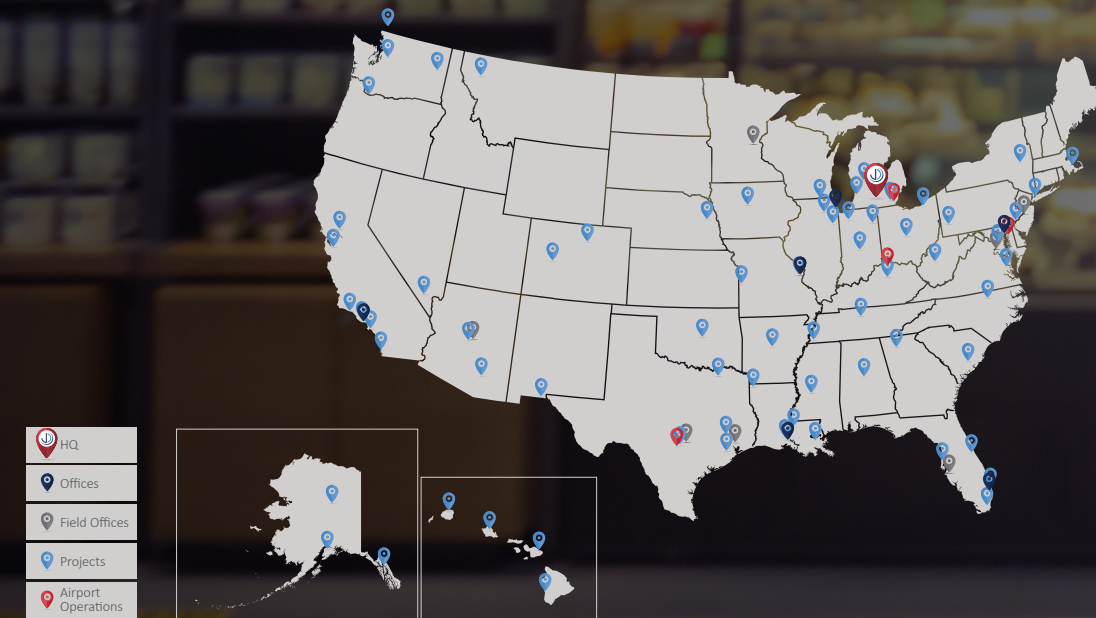 HQ
Offices
Field Offices
Projects
Airport
Operations